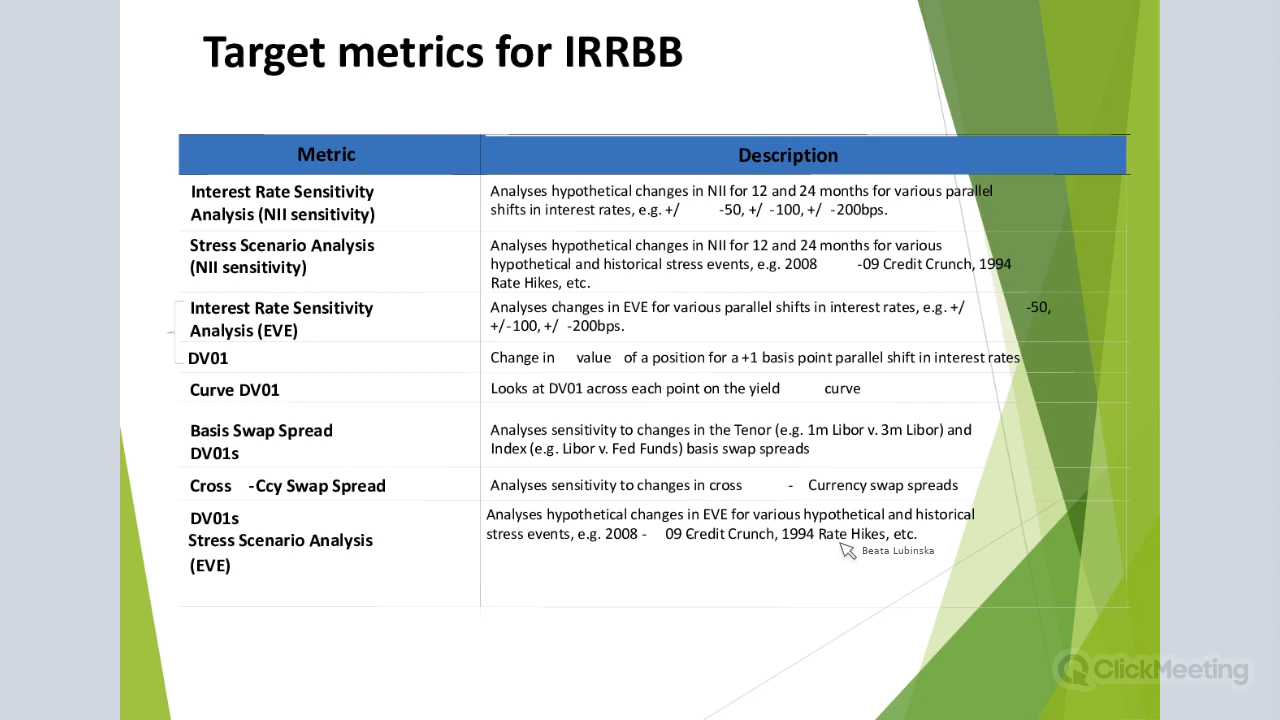 Target metrics for IRRBB
Metric
Description
Interest Rate Sensitivity
Analysis (NII sensitivity)
Analyses hypothetical changes in NII for 12 and 24 months for various parallel
shifts in interest rates, e.g. +/ -50, +/ -100, +/ -200bps.
Stress Scenario Analysis
(NII sensitivity)
Analyses hypothetical changes in NII for 12 and 24 months for various
hypothetical and historical stress events, e.g. 2008 -09 Credit Crunch, 1994
Rate Hikes, etc.
Interest Rate Sensitivity
Analysis (EVE)
Analyses changes in EVE for various parallel shifts in interest rates, e.g. +/ -50,
+/-100, +/ -200bps.
DV01
Change in value of a position for a +1 basis point parallel shift in interest rates
Curve DV01
Looks at DV01 across each point on the yield curve
Basis Swap Spread
DV01s
Analyses sensitivity to changes in the Tenor (e.g. 1m Libor v. 3m Libor) and
Index (e.g. Libor v. Fed Funds) basis swap spreads
Cross -Ccy Swap Spread
Analyses sensitivity to changes in cross - Currency swap spreads
DV01s
Stress Scenario Analysis
(EVE)
Analyses hypothetical changes in EVE for various hypothetical and historical
stress events, e.g. 2008 - 09 Credit Crunch, 1994 Rate Hikes, etc.
Beata Lubinska
ClickMeeting